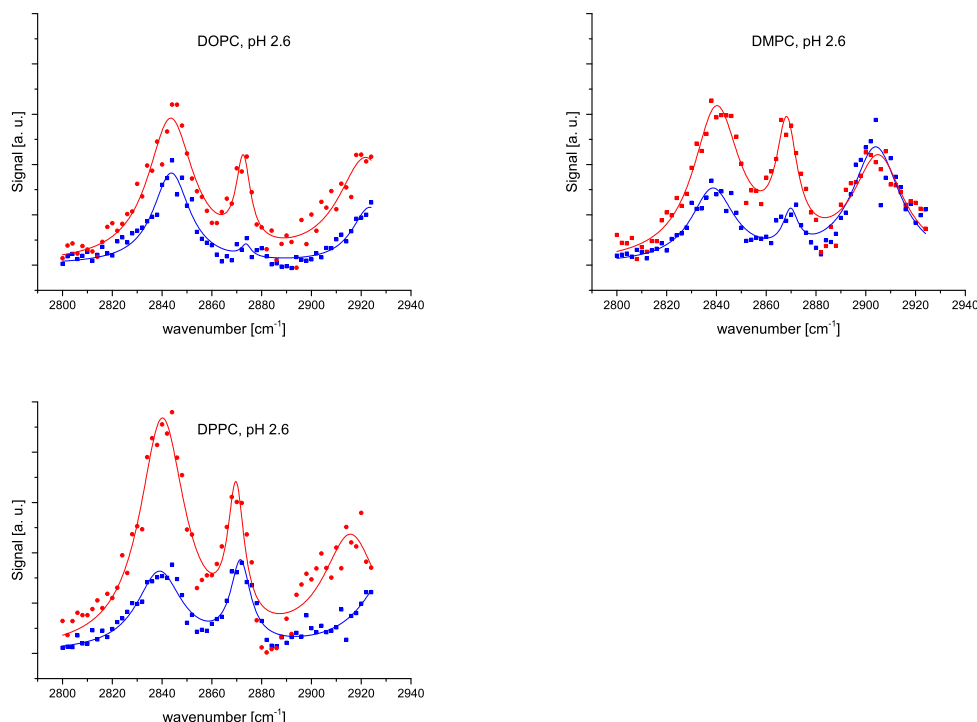 DOPC, pH 2.6
Signal [a. u.]
2800 2820 2840 2860 2880 2900 2920 2940
wavenumber [cm⁻¹]
DMPC, pH 2.6
Signal [a. u.]
2800 2820 2840 2860 2880 2900 2920 2940
wavenumber [cm⁻¹]
DPPC, pH 2.6
Signal [a. u.]
2800 2820 2840 2860 2880 2900 2920 2940
wavenumber [cm⁻¹]